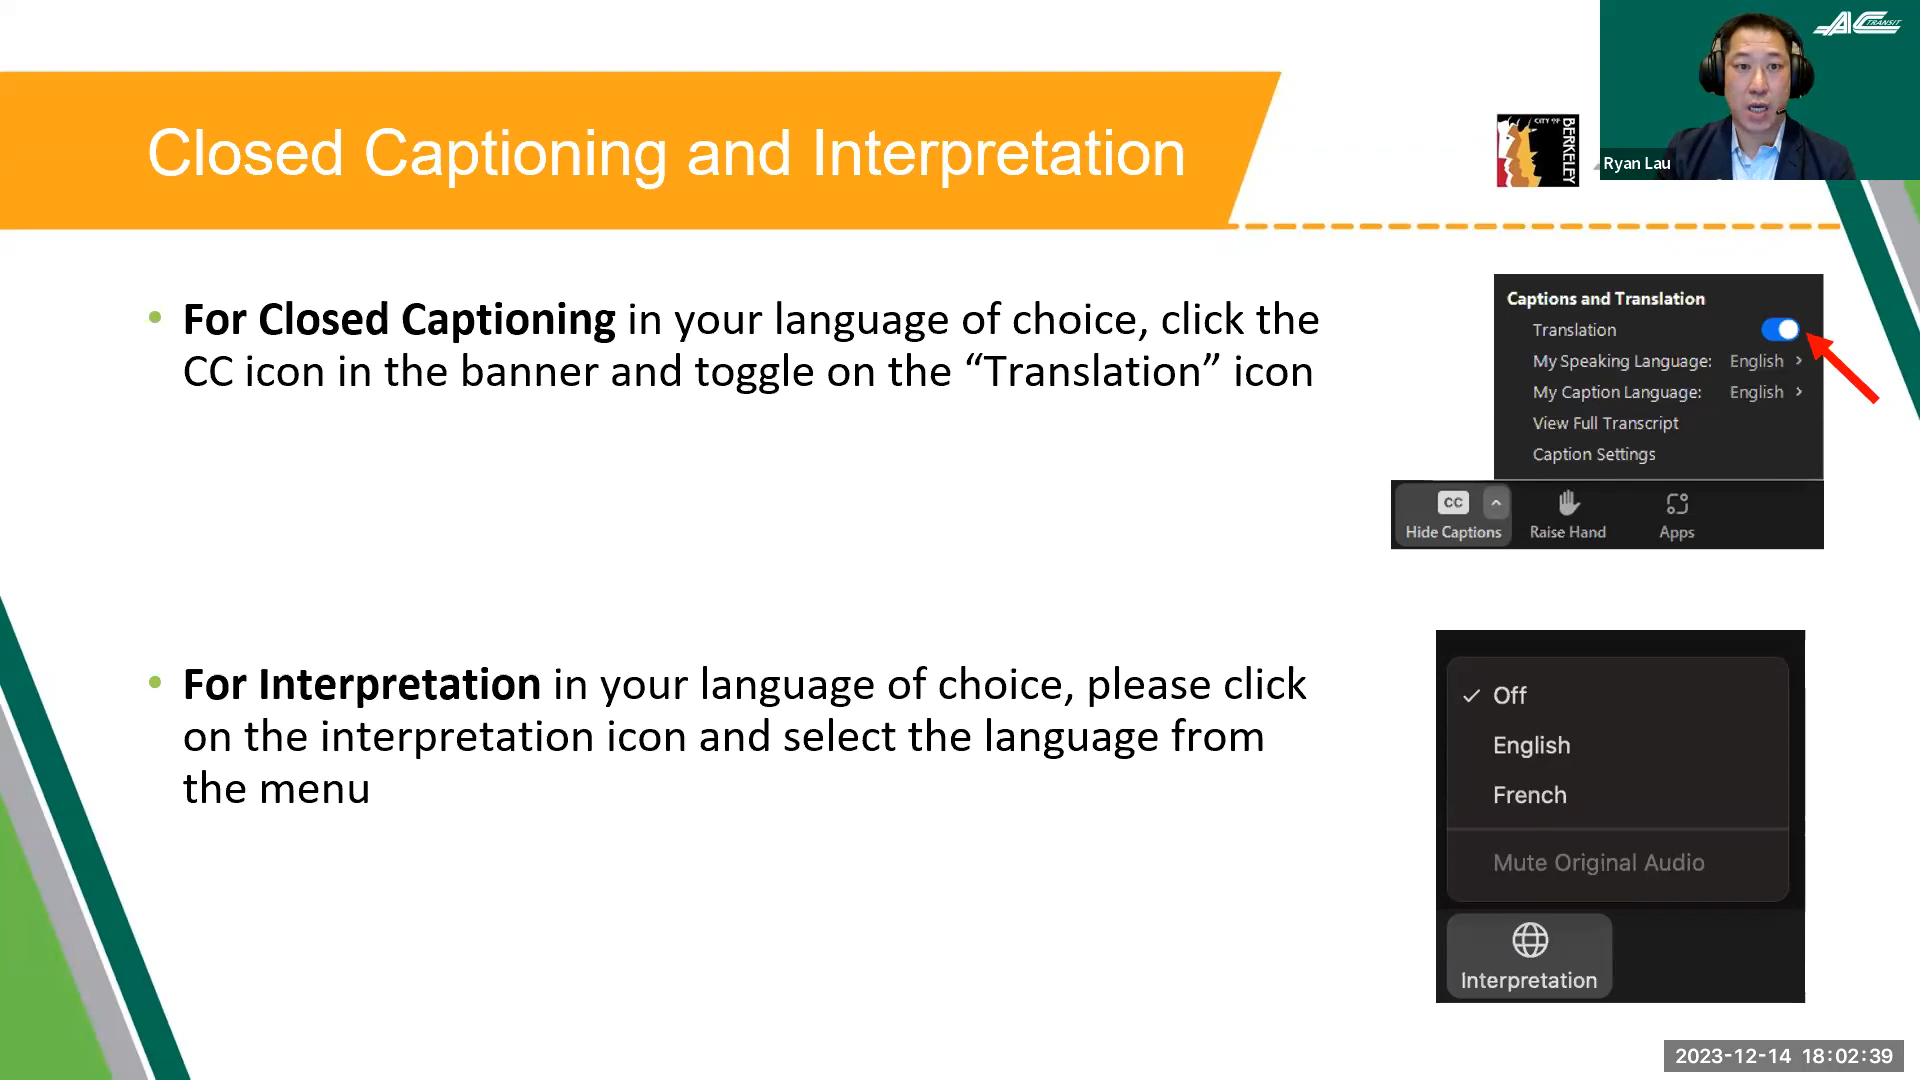 AC TRANSIT
Closed Captioning and Interpretation
CITY OF
BERKELEY
Ryan Lau
• For Closed Captioning in your language of choice, click the
CC icon in the banner and toggle on the “Translation” icon
Captions and Translation
Translation
My Speaking Language: English >
My Caption Language: English >
View Full Transcript
Caption Settings
CC
Hide Captions Raise Hand Apps
• For Interpretation in your language of choice, please click
on the interpretation icon and select the language from
the menu
✓ Off
English
French
Mute Original Audio
Interpretation
2023-12-14 18:02:39